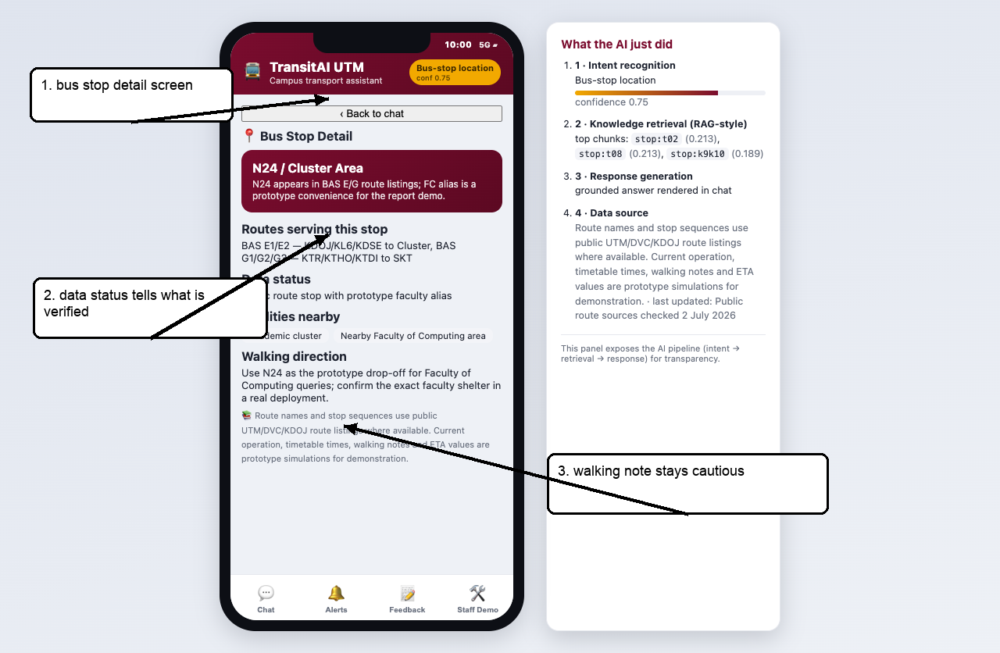 10:00 5G
TransitAI UTM
Campus transport assistant
Bus-stop location
conf 0.75
1. bus stop detail screen
‹ Back to chat
Bus Stop Detail
N24 / Cluster Area
N24 appears in BAS E/G route listings; FC alias is a
prototype convenience for the report demo.
Routes serving this stop
BAS E1/E2 — KDOJ/KL6/KDSE to Cluster, BAS
G1/G2/G3 — KTR/KTHO/KTDI to SKT
2. data status tells what is
verified
status
route stop with prototype faculty alias
nearby
cluster
Nearby Faculty of Computing area
Walking direction
Use N24 as the prototype drop-off for Faculty of
Computing queries; confirm the exact faculty shelter in
a real deployment.
Route names and stop sequences use public
UTM/DVC/KDOJ route listings where available. Current
operation, timetable times, walking notes and ETA values are
prototype simulations for demonstration.
Chat
Alerts
Feedback
Staff Demo
What the AI just did
1. 1 · Intent recognition
Bus-stop location
confidence 0.75
2. 2 · Knowledge retrieval (RAG-style)
top chunks: stop:t02 (0.213),
stop:t08 (0.213), stop:k9k10 (0.189)
3. 3 · Response generation
grounded answer rendered in chat
4. 4 · Data source
Route names and stop sequences use
public UTM/DVC/KDOJ route listings
where available. Current operation,
timetable times, walking notes and ETA
values are prototype simulations for
demonstration. · last updated: Public
route sources checked 2 July 2026
This panel exposes the AI pipeline (intent →
retrieval → response) for transparency.
3. walking note stays cautious